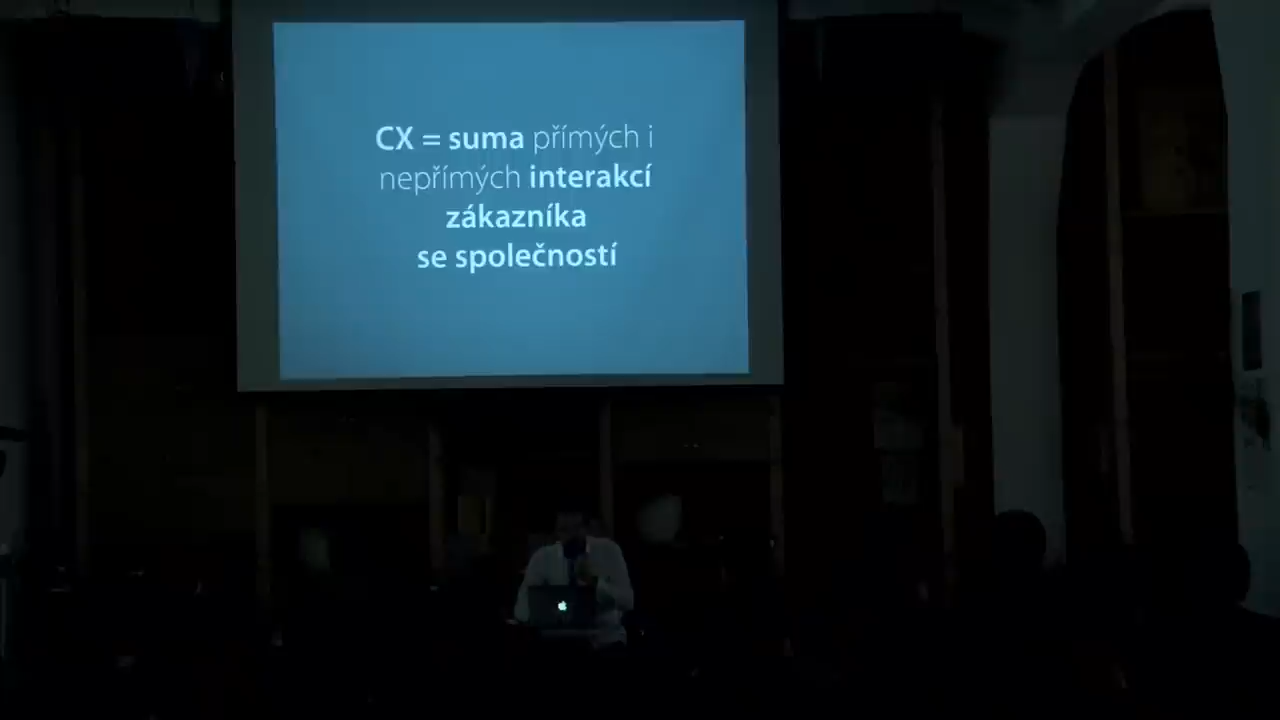 CX = suma přímých i
nepřímých interakcí
zákazníka
se společností